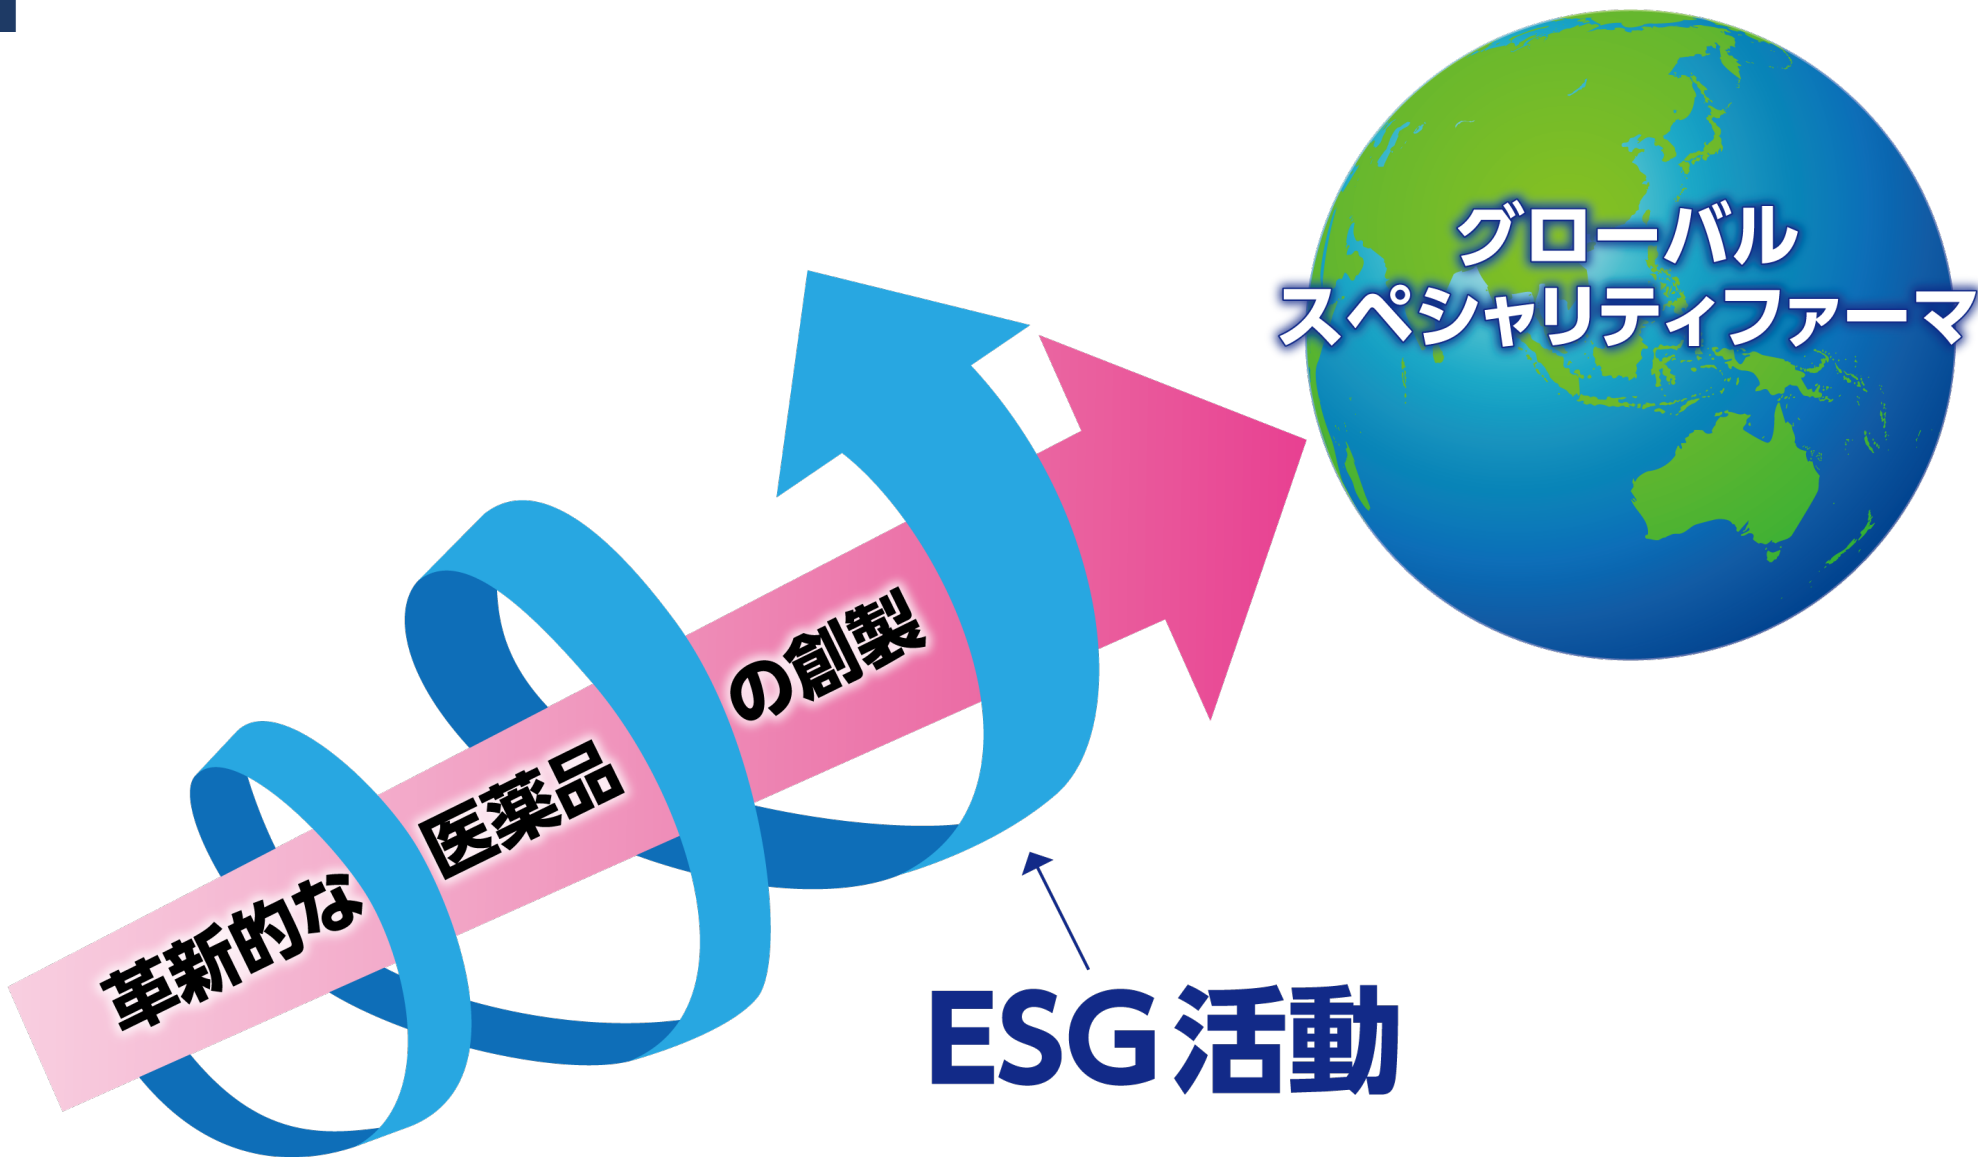 グローバル
スペシャリティファーマ
革新的な医薬品の創製
ESG活動